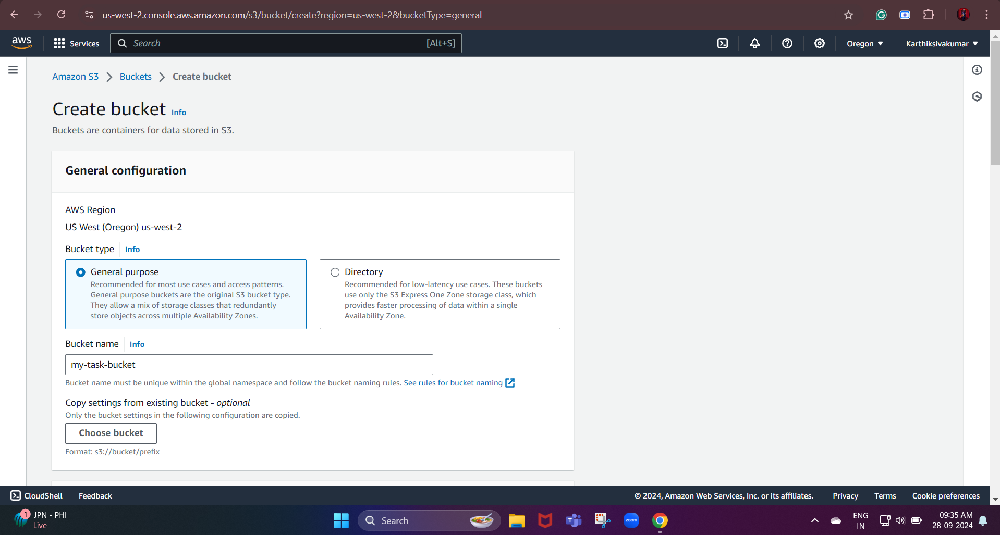 us-west-2.console.aws.amazon.com/s3/bucket/create?region=us-west-2&bucketType=general
aws
Services
Search
[Alt+S]
Oregon
Karthiksivakumar
Amazon S3
Buckets
Create bucket
Create bucket Info
Buckets are containers for data stored in S3.
General configuration
AWS Region
US West (Oregon) us-west-2
Bucket type Info
General purpose
Recommended for most use cases and access patterns.
General purpose buckets are the original S3 bucket type.
They allow a mix of storage classes that redundantly
store objects across multiple Availability Zones.
Directory
Recommended for low-latency use cases. These buckets
use only the S3 Express One Zone storage class, which
provides faster processing of data within a single
Availability Zone.
Bucket name Info
my-task-bucket
Bucket name must be unique within the global namespace and follow the bucket naming rules. See rules for bucket naming
Copy settings from existing bucket - optional
Only the bucket settings in the following configuration are copied.
Choose bucket
Format: s3://bucket/prefix
CloudShell
Feedback
© 2024, Amazon Web Services, Inc. or its affiliates.
Privacy
Terms
Cookie preferences
1
JPN - PHI
Live
Search
zoom
ENG
IN
09:35 AM
28-09-2024